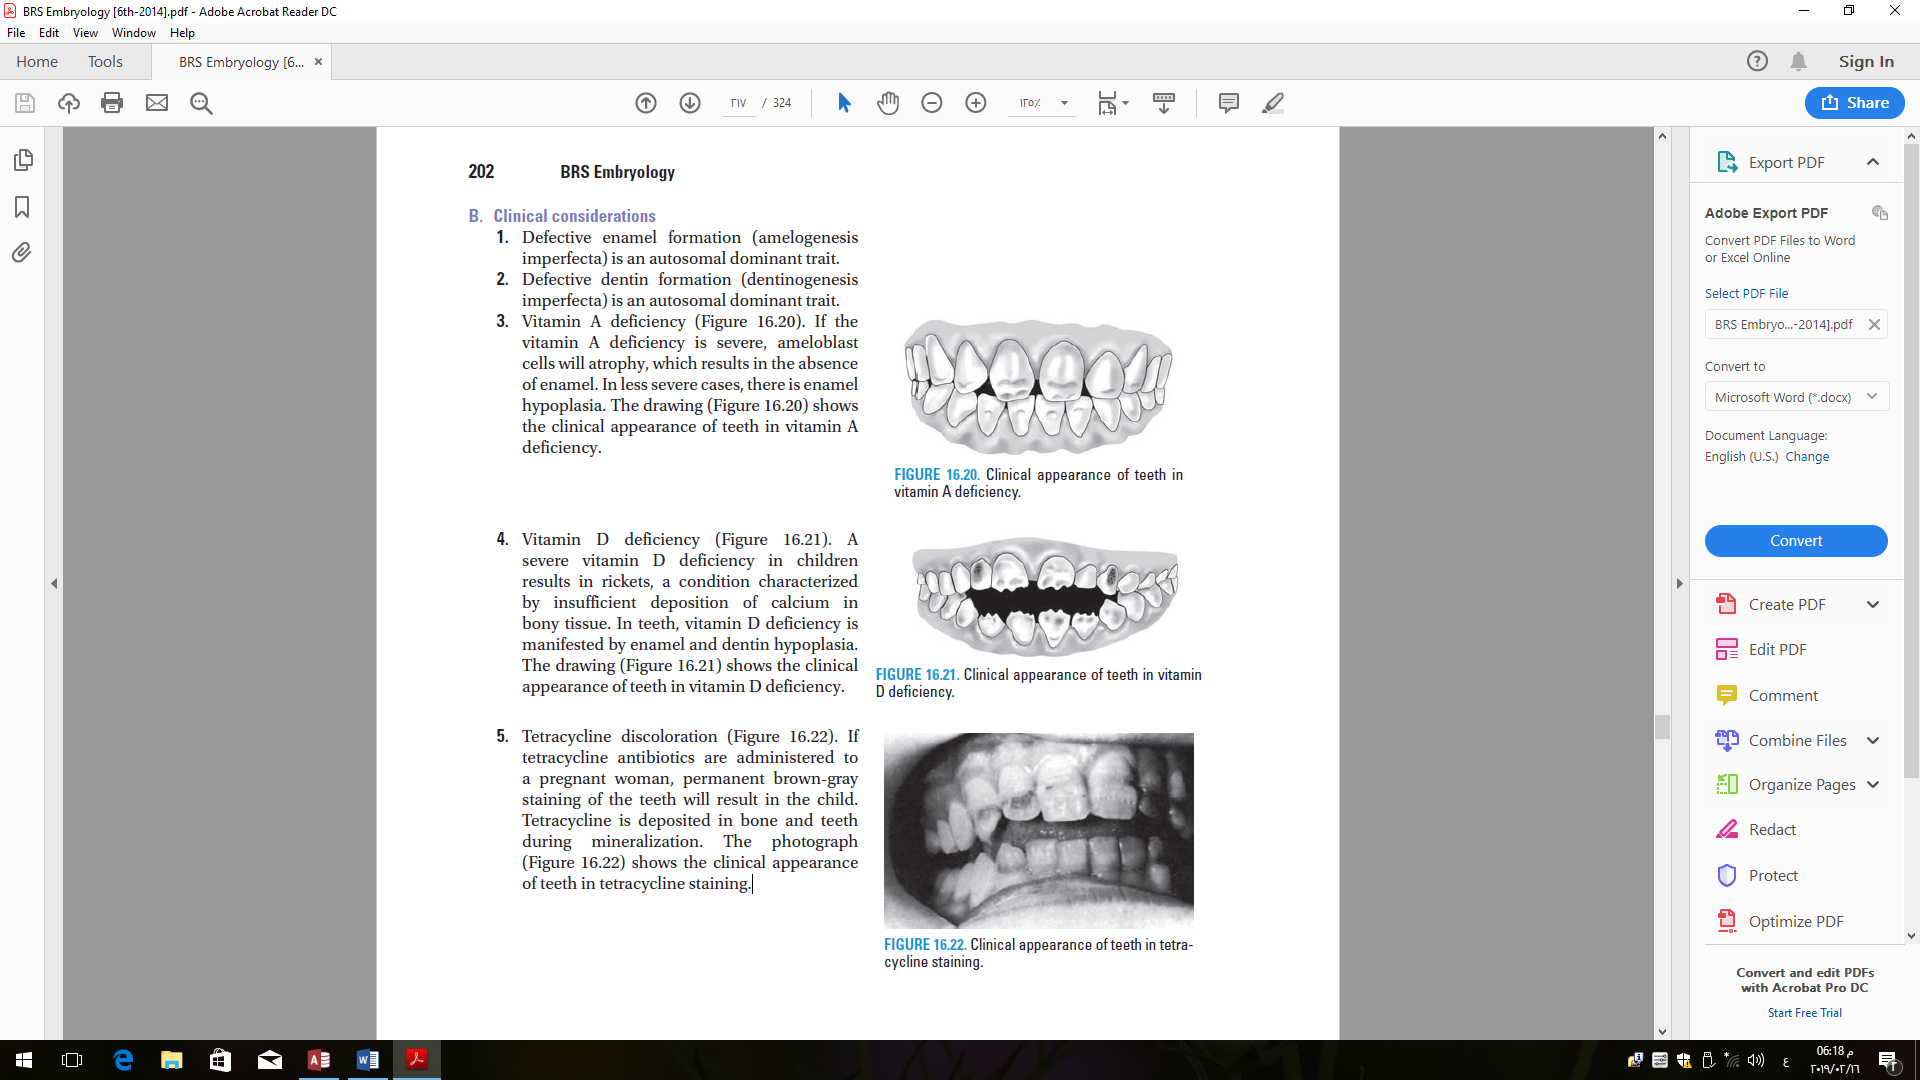 BRS Embryology [6th-2014].pdf - Adobe Acrobat Reader DC
File Edit View Window Help
Home Tools BRS Embryology [6... × Sign In
٣١٧ / 324 ١٢٥٪ Share
202 BRS Embryology
B. Clinical considerations
1. Defective enamel formation (amelogenesis
imperfecta) is an autosomal dominant trait.
2. Defective dentin formation (dentinogenesis
imperfecta) is an autosomal dominant trait.
3. Vitamin A deficiency (Figure 16.20). If the
vitamin A deficiency is severe, ameloblast
cells will atrophy, which results in the absence
of enamel. In less severe cases, there is enamel
hypoplasia. The drawing (Figure 16.20) shows
the clinical appearance of teeth in vitamin A
deficiency.
FIGURE 16.20. Clinical appearance of teeth in
vitamin A deficiency.
4. Vitamin D deficiency (Figure 16.21). A
severe vitamin D deficiency in children
results in rickets, a condition characterized
by insufficient deposition of calcium in
bony tissue. In teeth, vitamin D deficiency is
manifested by enamel and dentin hypoplasia.
The drawing (Figure 16.21) shows the clinical
appearance of teeth in vitamin D deficiency.
FIGURE 16.21. Clinical appearance of teeth in vitamin
D deficiency.
5. Tetracycline discoloration (Figure 16.22). If
tetracycline antibiotics are administered to
a pregnant woman, permanent brown-gray
staining of the teeth will result in the child.
Tetracycline is deposited in bone and teeth
during mineralization. The photograph
(Figure 16.22) shows the clinical appearance
of teeth in tetracycline staining.
FIGURE 16.22. Clinical appearance of teeth in tetra-
cycline staining.
Export PDF
Adobe Export PDF
Convert PDF Files to Word
or Excel Online
Select PDF File
BRS Embryo...-2014].pdf
Convert to
Microsoft Word (*.docx)
Document Language:
English (U.S.) Change
Convert
Create PDF
Edit PDF
Comment
Combine Files
Organize Pages
Redact
Protect
Optimize PDF
Convert and edit PDFs
with Acrobat Pro DC
Start Free Trial
ع
06:18 م
٢٠١٩/٠٢/١٦